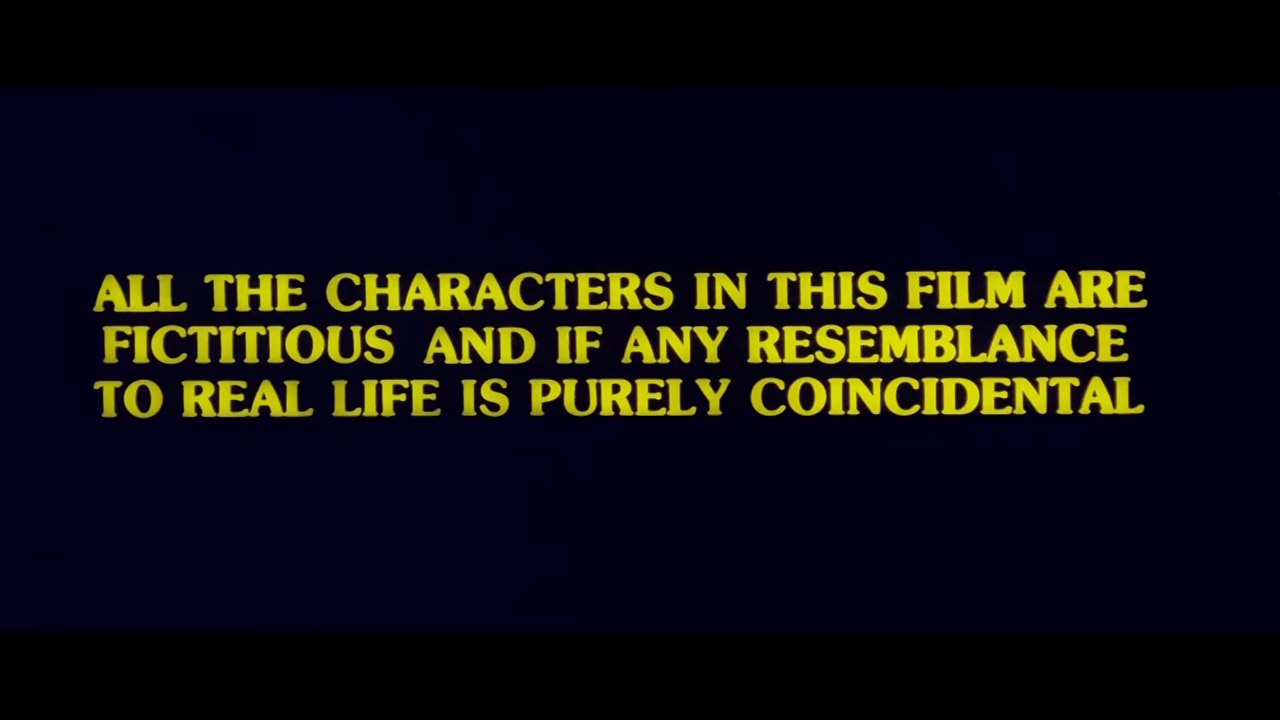 ALL THE CHARACTERS IN THIS FILM ARE
FICTITIOUS AND IF ANY RESEMBLANCE
TO REAL LIFE IS PURELY COINCIDENTAL